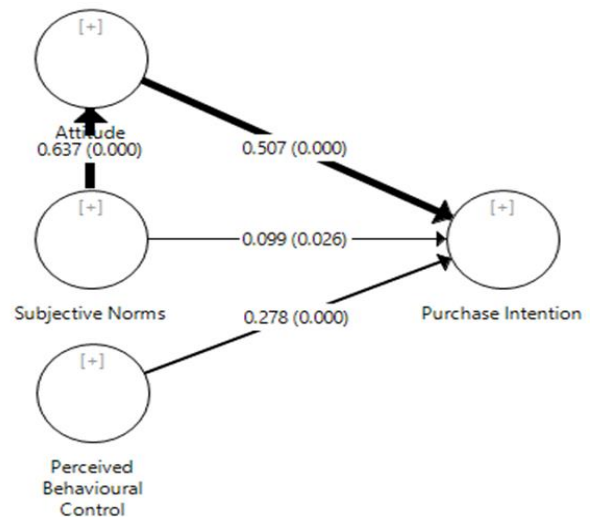 [+]
Attitude
0.637 (0.000)
0.507 (0.000)
[+]
[+]
0.099 (0.026)
Subjective Norms
Purchase Intention
0.278 (0.000)
[+]
Perceived
Behavioural
Control